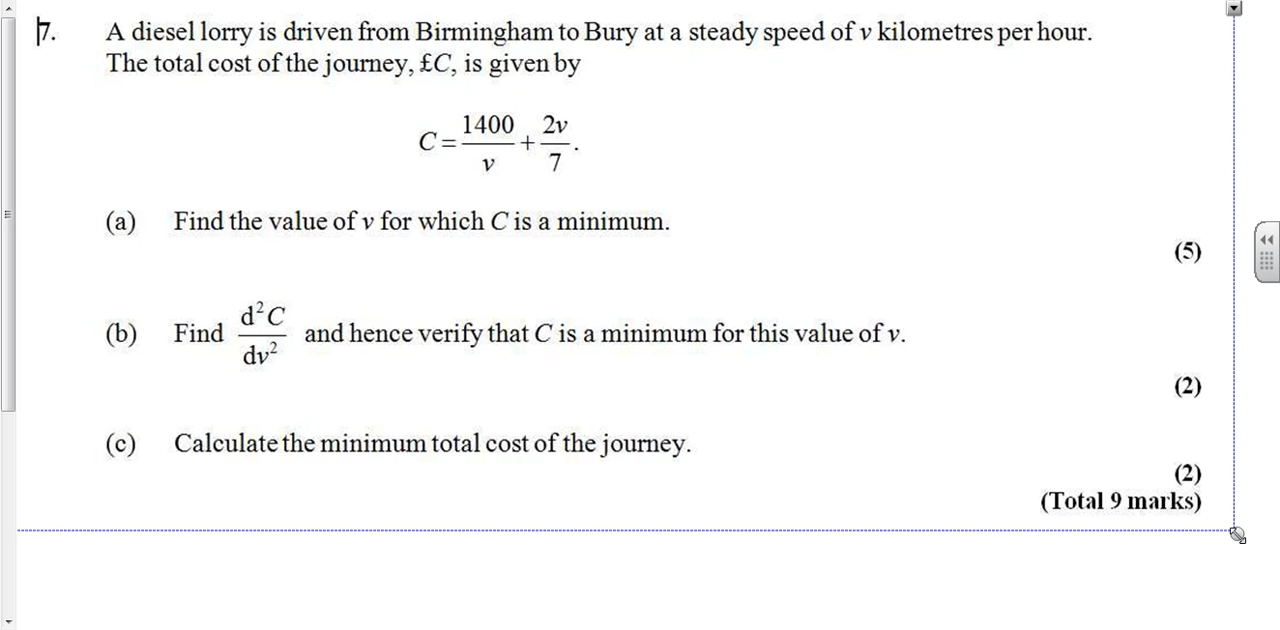 7. A diesel lorry is driven from Birmingham to Bury at a steady speed of v kilometres per hour.
The total cost of the journey, £C, is given by
C = 1400/v + 2v/7.
(a) Find the value of v for which C is a minimum.
(5)
(b) Find d²C/dv² and hence verify that C is a minimum for this value of v.
(2)
(c) Calculate the minimum total cost of the journey.
(2)
(Total 9 marks)